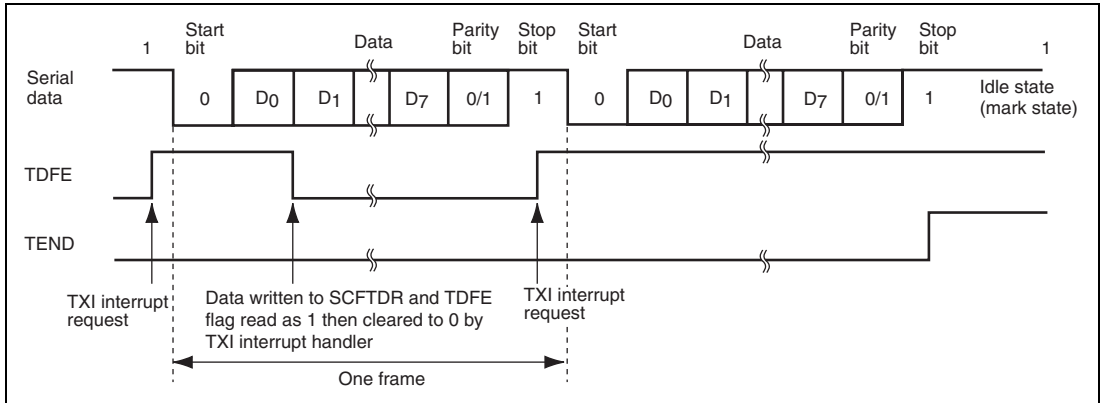 1 Start bit Data Parity bit Stop bit Start bit Data Parity bit Stop bit 1
Serial data 0 D0 D1 D7 0/1 1 0 D0 D1 D7 0/1 1 Idle state (mark state)
TDFE
TEND
TXI interrupt request
Data written to SCFTDR and TDFE
flag read as 1 then cleared to 0 by
TXI interrupt handler
TXI interrupt request
One frame